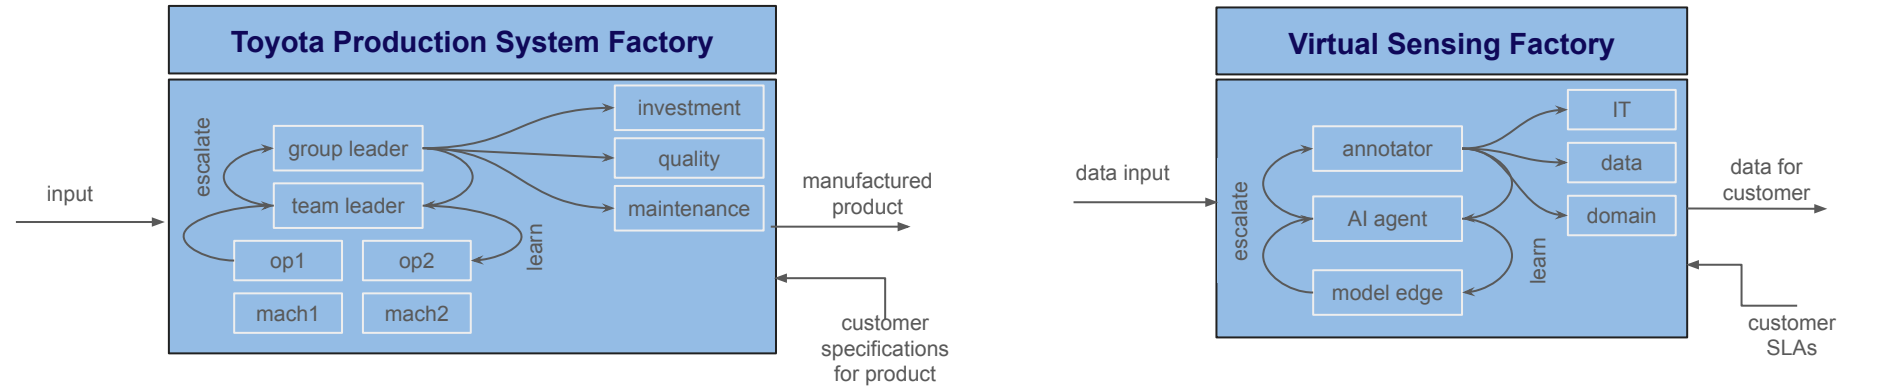 Toyota Production System Factory
input
escalate
group leader
team leader
op1
op2
mach1
mach2
learn
investment
quality
maintenance
manufactured
product
customer
specifications
for product
Virtual Sensing Factory
data input
escalate
annotator
AI agent
model edge
learn
IT
data
domain
data for
customer
customer
SLAs